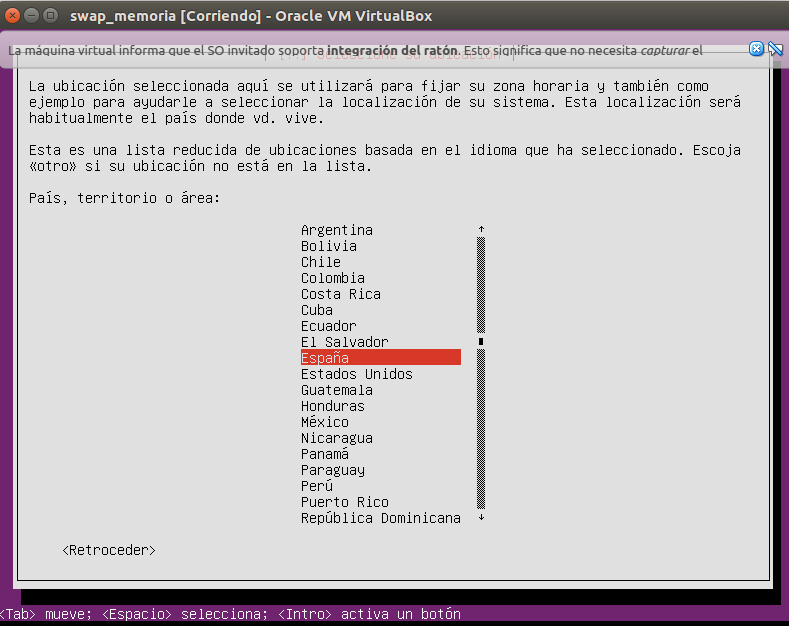 swap_memoria [Corriendo] - Oracle VM VirtualBox
La máquina virtual informa que el SO invitado soporta integración del ratón. Esto significa que no necesita capturar el
[!!] Seleccione su ubicación
La ubicación seleccionada aquí se utilizará para fijar su zona horaria y también como
ejemplo para ayudarle a seleccionar la localización de su sistema. Esta localización será
habitualmente el país donde vd. vive.
Esta es una lista reducida de ubicaciones basada en el idioma que ha seleccionado. Escoja
«otro» si su ubicación no está en la lista.
País, territorio o área:
Argentina
Bolivia
Chile
Colombia
Costa Rica
Cuba
Ecuador
El Salvador
España
Estados Unidos
Guatemala
Honduras
México
Nicaragua
Panamá
Paraguay
Perú
Puerto Rico
República Dominicana
<Retroceder>
<Tab> mueve; <Espacio> selecciona; <Intro> activa un botón